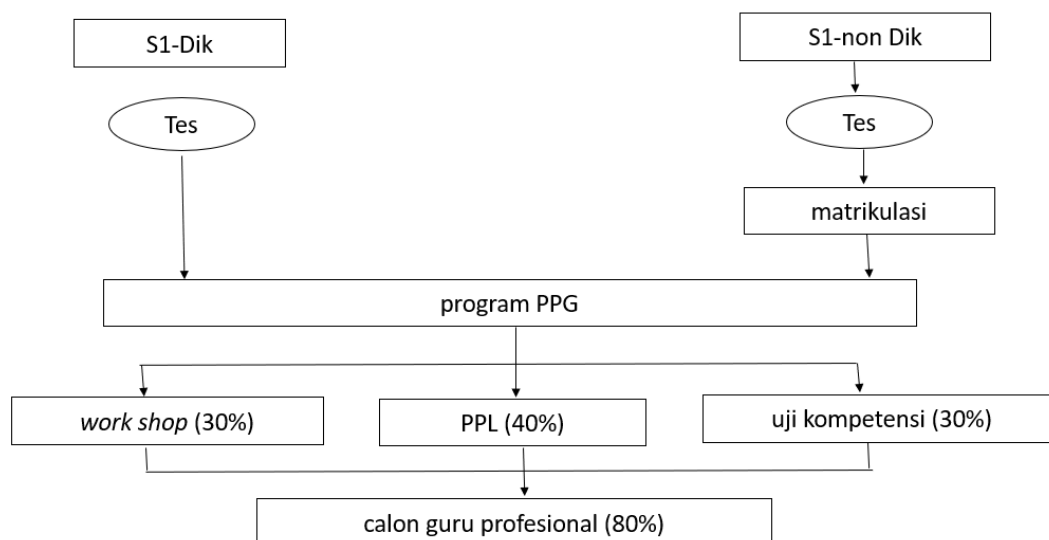 S1-Dik
S1-non Dik
Tes
Tes
matrikulasi
program PPG
work shop (30%)
PPL (40%)
uji kompetensi (30%)
calon guru profesional (80%)